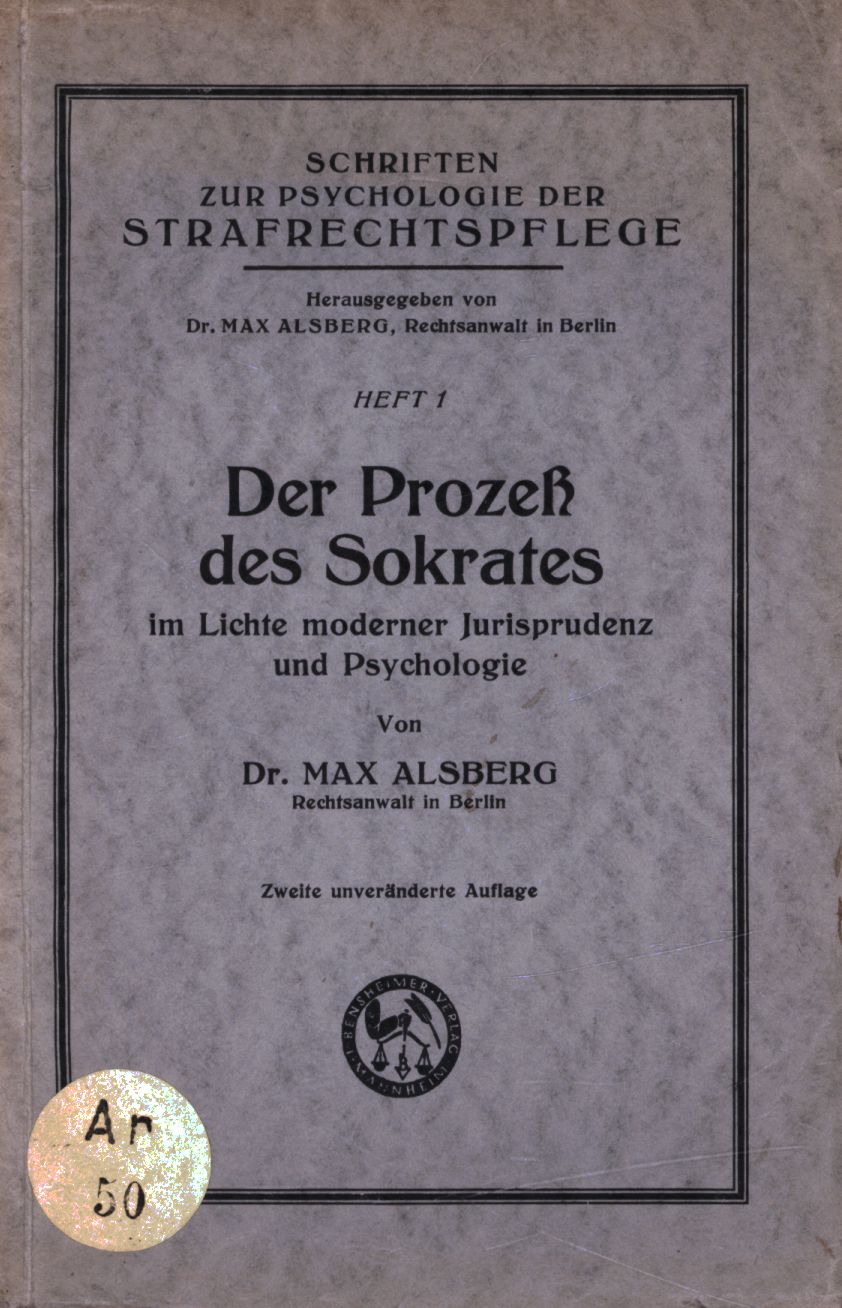 SCHRIFTEN
ZUR PSYCHOLOGIE DER
STRAFRECHTSPFLEGE
Herausgegeben von
Dr. MAX ALSBERG, Rechtsanwalt in Berlin
HEFT 1
Der Prozeß
des Sokrates
im Lichte moderner Jurisprudenz
und Psychologie
Von
Dr. MAX ALSBERG
Rechtsanwalt in Berlin
Zweite unveränderte Auflage
J. BENSHEIMER · VERLAG · MANNHEIM
An
50